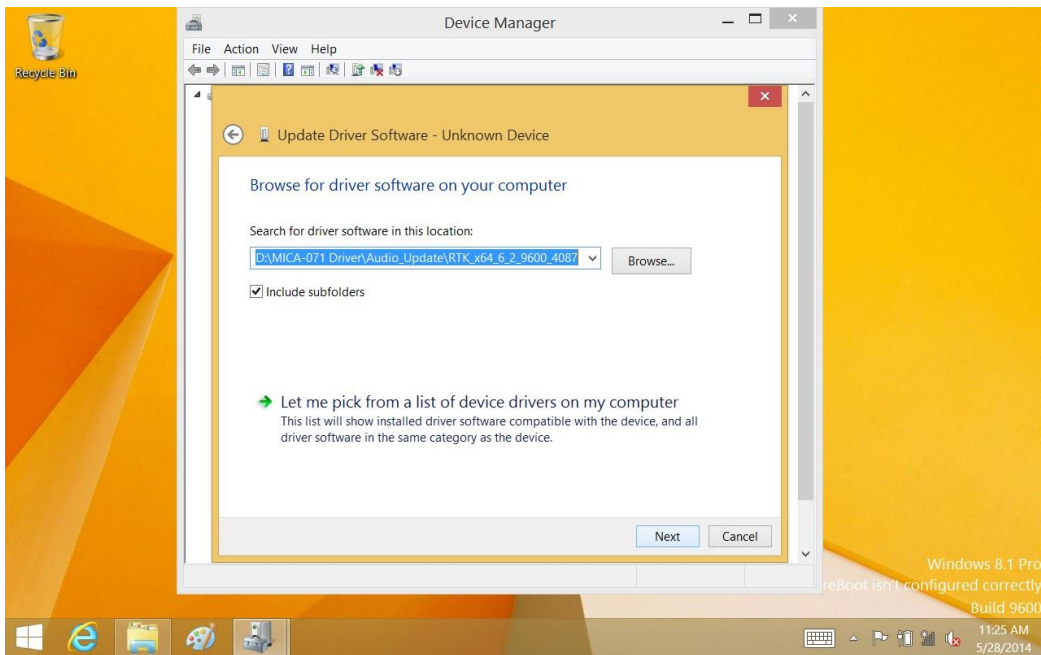 Recycle Bin
Device Manager
File Action View Help
Update Driver Software - Unknown Device
Browse for driver software on your computer
Search for driver software in this location:
D:\MICA-071 Driver\Audio_Update\RTK_x64_6_2_9600_4087
Browse...
Include subfolders
Let me pick from a list of device drivers on my computer
This list will show installed driver software compatible with the device, and all
driver software in the same category as the device.
Next Cancel
Windows 8.1 Pro
reBoot isn't configured correctly
Build 9600
11:25 AM
5/28/2014